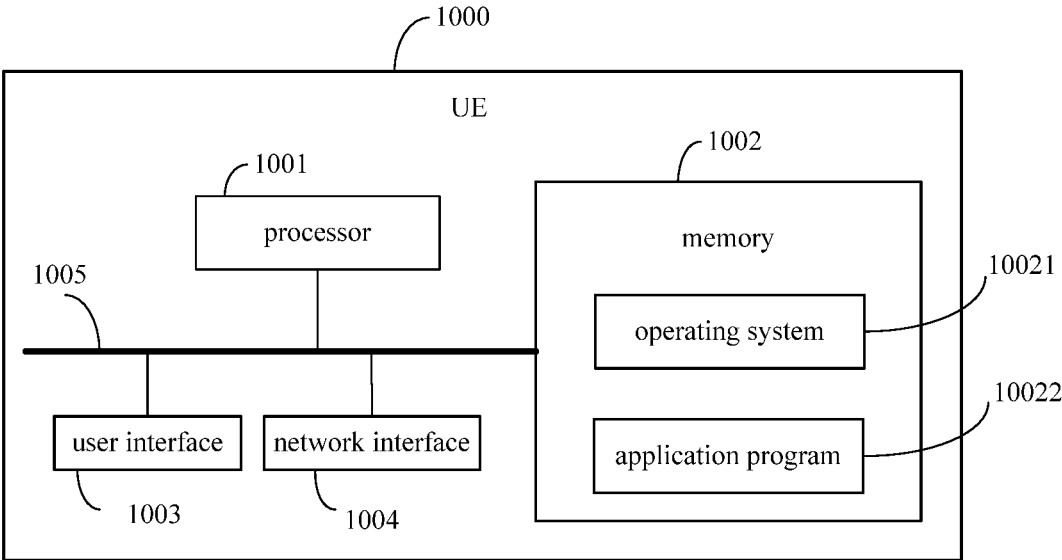 1000
UE
1002
1001
processor
memory
10021
1005
operating system
10022
user interface
network interface
application program
1003
1004